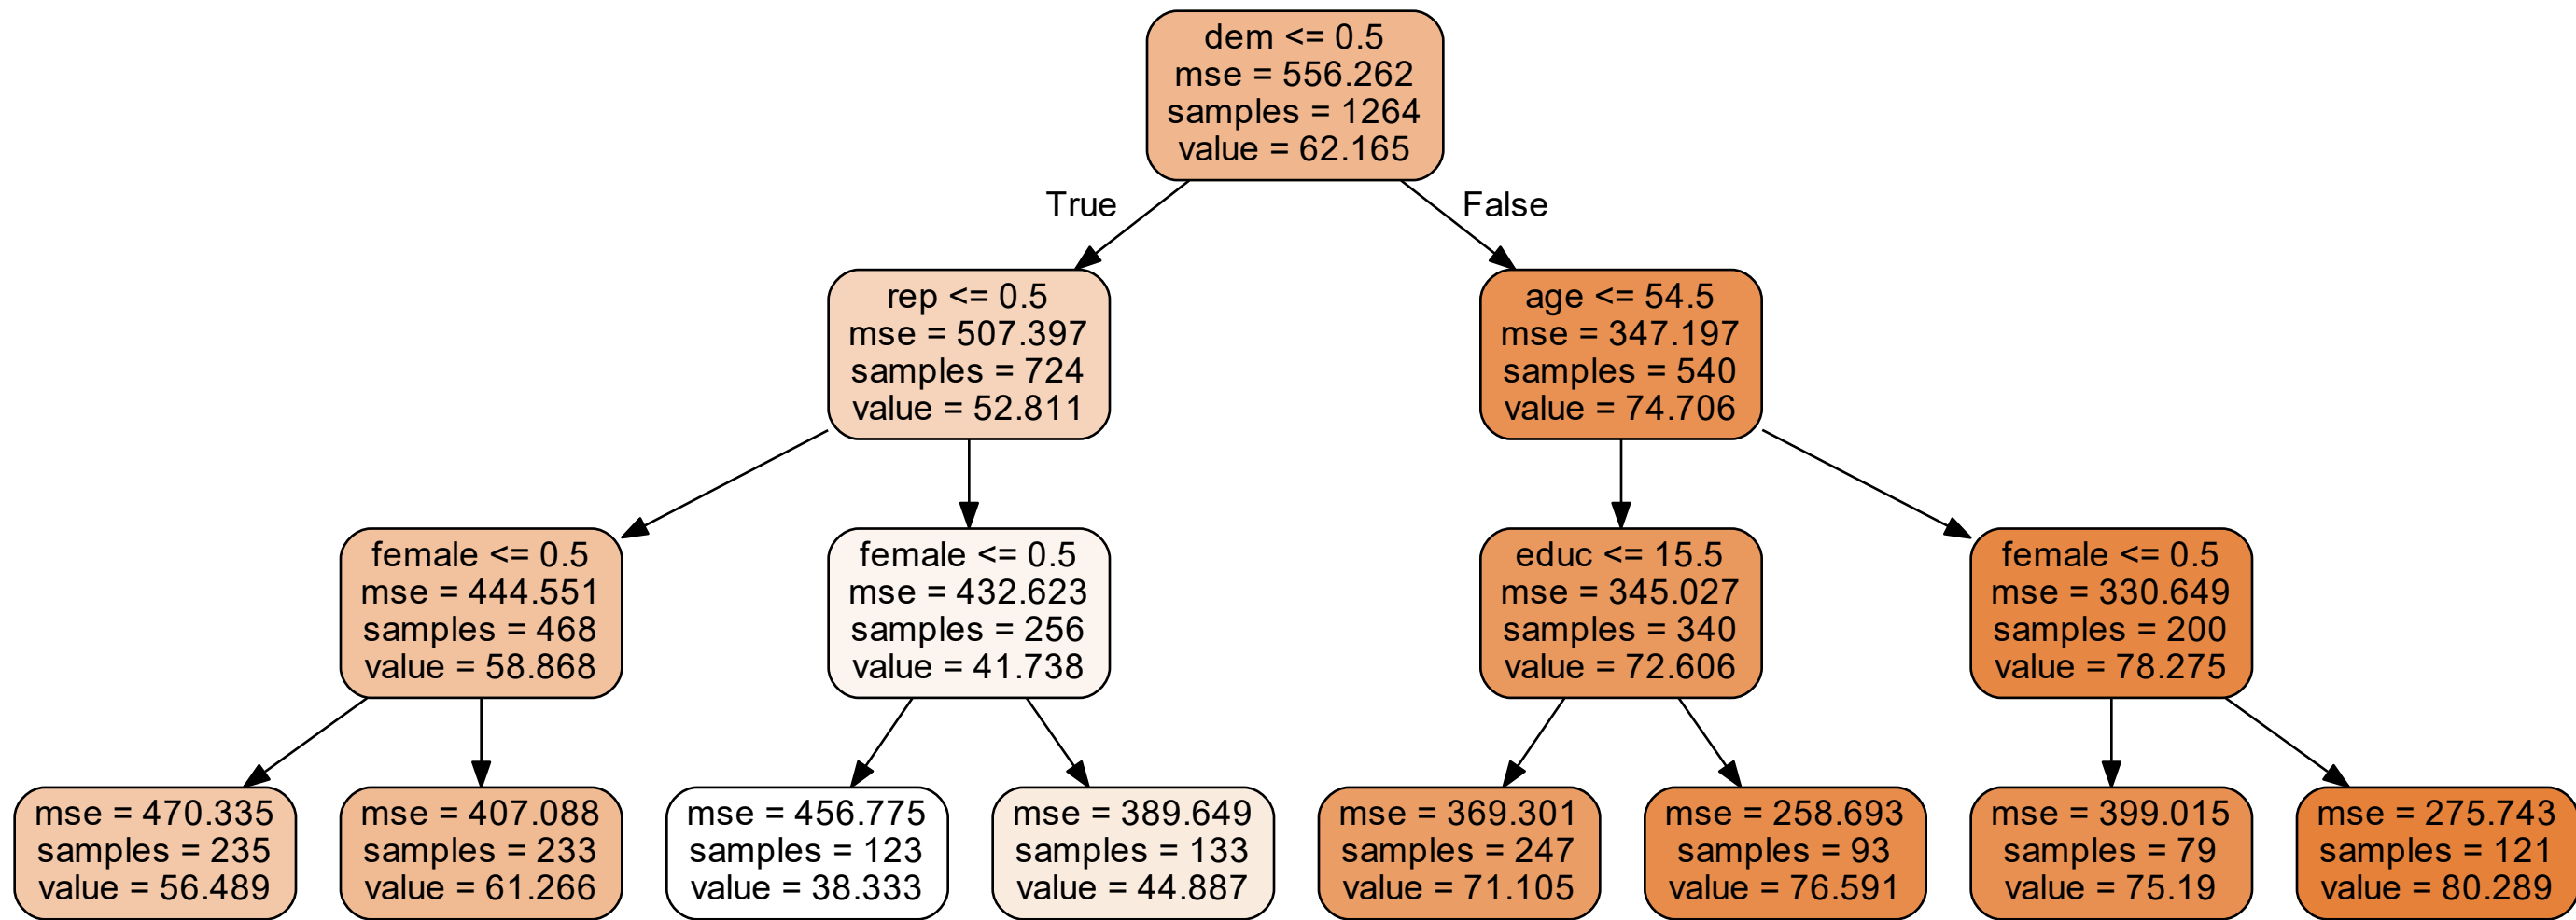 dem <= 0.5
mse = 556.262
samples = 1264
value = 62.165
True
False
rep <= 0.5
mse = 507.397
samples = 724
value = 52.811
age <= 54.5
mse = 347.197
samples = 540
value = 74.706
female <= 0.5
mse = 444.551
samples = 468
value = 58.868
female <= 0.5
mse = 432.623
samples = 256
value = 41.738
educ <= 15.5
mse = 345.027
samples = 340
value = 72.606
female <= 0.5
mse = 330.649
samples = 200
value = 78.275
mse = 470.335
samples = 235
value = 56.489
mse = 407.088
samples = 233
value = 61.266
mse = 456.775
samples = 123
value = 38.333
mse = 389.649
samples = 133
value = 44.887
mse = 369.301
samples = 247
value = 71.105
mse = 258.693
samples = 93
value = 76.591
mse = 399.015
samples = 79
value = 75.19
mse = 275.743
samples = 121
value = 80.289